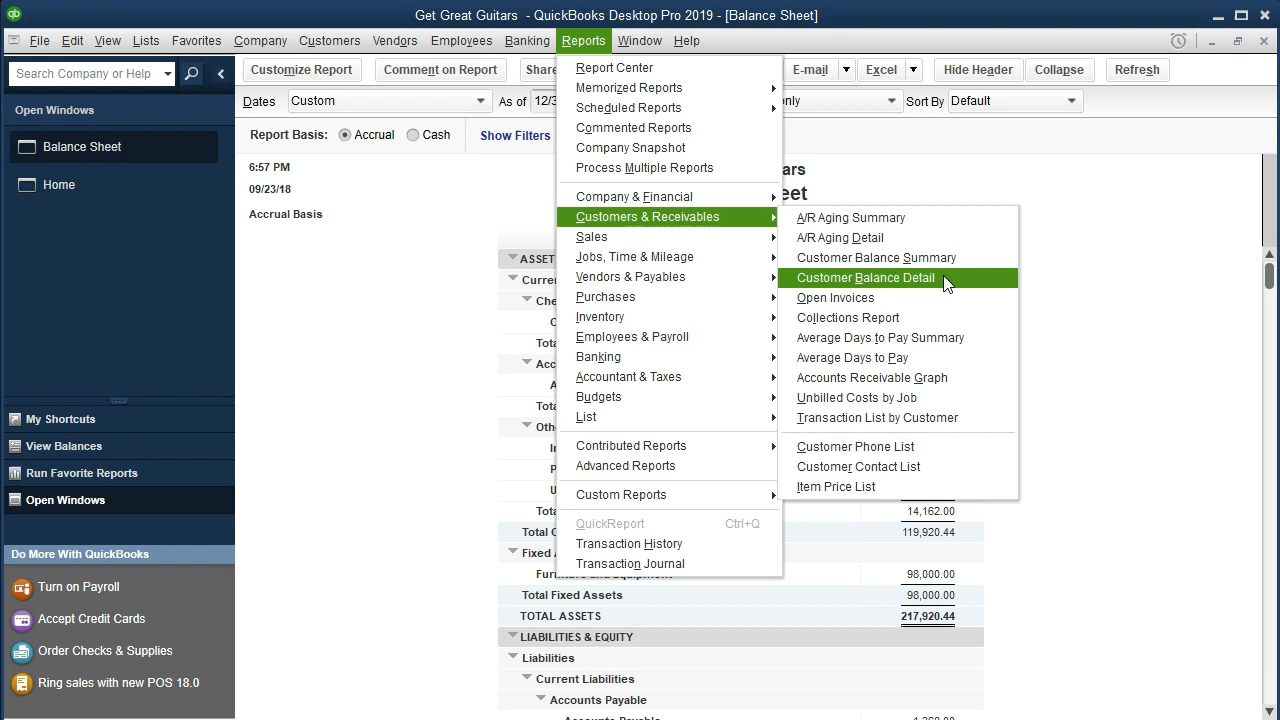 Get Great Guitars - QuickBooks Desktop Pro 2019 - [Balance Sheet]
File Edit View Lists Favorites Company Customers Vendors Employees Banking Reports Window Help
Search Company or Help
Customize Report Comment on Report E-mail Excel Hide Header Collapse Refresh
Dates Custom As of Sort By Default
Report Basis: Accrual Cash Show Filters
Open Windows
Balance Sheet
Home
My Shortcuts
View Balances
Run Favorite Reports
Open Windows
Do More With QuickBooks
Turn on Payroll
Accept Credit Cards
Order Checks & Supplies
Ring sales with new POS 18.0
6:57 PM
09/23/18
Accrual Basis
Report Center
Memorized Reports
Scheduled Reports
Commented Reports
Company Snapshot
Process Multiple Reports
Company & Financial
Customers & Receivables
Sales
Jobs, Time & Mileage
Vendors & Payables
Purchases
Inventory
Employees & Payroll
Banking
Accountant & Taxes
Budgets
List
Contributed Reports
Advanced Reports
Custom Reports
QuickReport Ctrl+Q
Transaction History
Transaction Journal
A/R Aging Summary
A/R Aging Detail
Customer Balance Summary
Customer Balance Detail
Open Invoices
Collections Report
Average Days to Pay Summary
Average Days to Pay
Accounts Receivable Graph
Unbilled Costs by Job
Transaction List by Customer
Customer Phone List
Customer Contact List
Item Price List
14,162.00
119,920.44
Fixed
98,000.00
Total Fixed Assets 98,000.00
TOTAL ASSETS 217,920.44
LIABILITIES & EQUITY
Liabilities
Current Liabilities
Accounts Payable